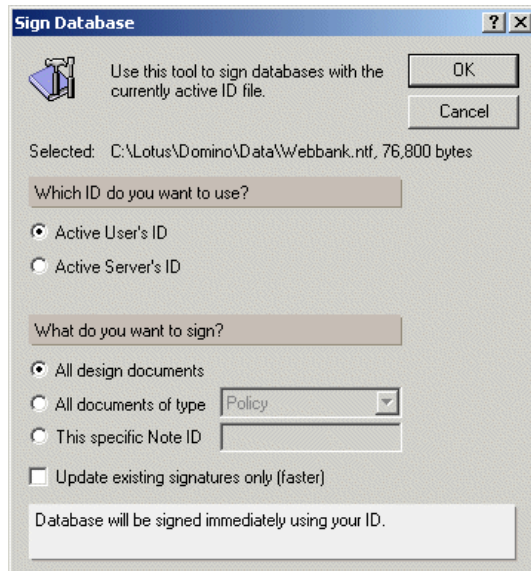 Sign Database
Use this tool to sign databases with the
currently active ID file.
OK
Cancel
Selected: C:\Lotus\Domino\Data\Webbank.ntf, 76,800 bytes
Which ID do you want to use?
Active User's ID
Active Server's ID
What do you want to sign?
All design documents
All documents of type Policy
This specific Note ID
Update existing signatures only (faster)
Database will be signed immediately using your ID.